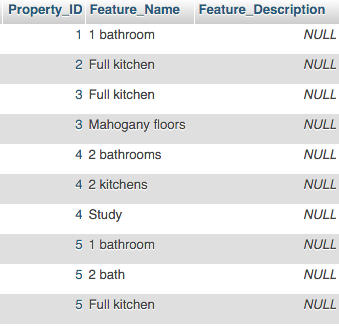 Property_ID Feature_Name Feature_Description
1 1 bathroom NULL
2 Full kitchen NULL
3 Full kitchen NULL
3 Mahogany floors NULL
4 2 bathrooms NULL
4 2 kitchens NULL
4 Study NULL
5 1 bathroom NULL
5 2 bath NULL
5 Full kitchen NULL